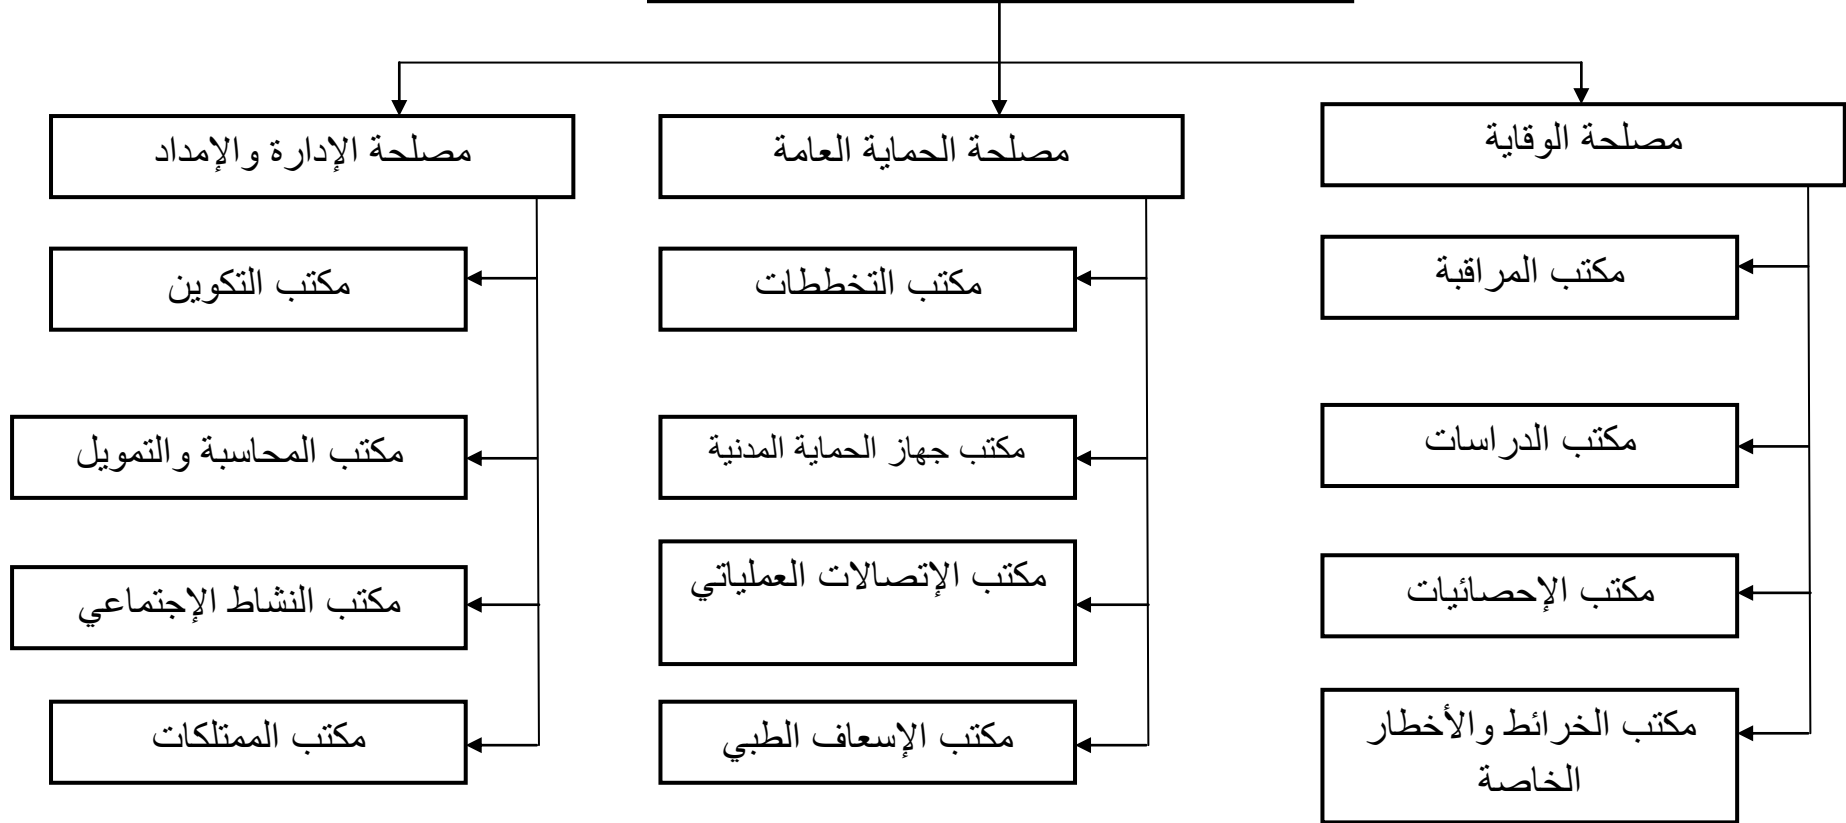 مصلحة الوقاية
مكتب المراقبة
مكتب الدراسات
مكتب الإحصائيات
مكتب الخرائط والأخطار
الخاصة
مصلحة الحماية العامة
مكتب التخططات
مكتب جهاز الحماية المدنية
مكتب الإتصالات العملياتي
مكتب الإسعاف الطبي
مصلحة الإدارة والإمداد
مكتب التكوين
مكتب المحاسبة والتمويل
مكتب النشاط الإجتماعي
مكتب الممتلكات